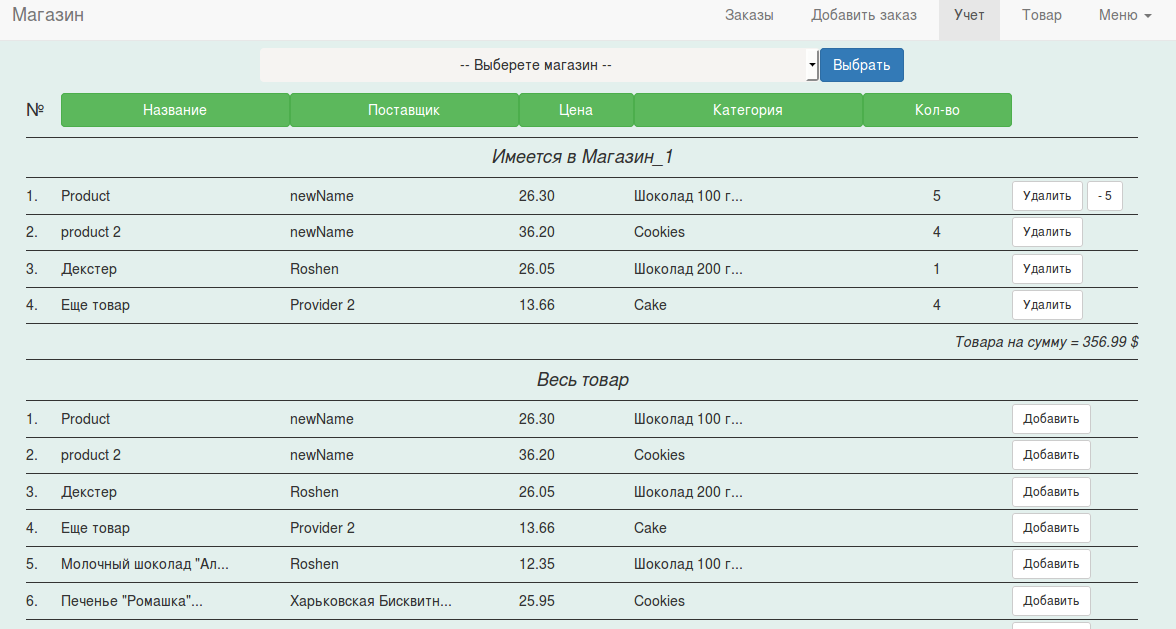 Магазин Заказы Добавить заказ Учет Товар Меню
-- Выберете магазин -- Выбрать
№ Название Поставщик Цена Категория Кол-во
Имеется в Магазин_1
1. Product newName 26.30 Шоколад 100 г... 5 Удалить - 5
2. product 2 newName 36.20 Cookies 4 Удалить
3. Декстер Roshen 26.05 Шоколад 200 г... 1 Удалить
4. Еще товар Provider 2 13.66 Cake 4 Удалить
Товара на сумму = 356.99 $
Весь товар
1. Product newName 26.30 Шоколад 100 г... Добавить
2. product 2 newName 36.20 Cookies Добавить
3. Декстер Roshen 26.05 Шоколад 200 г... Добавить
4. Еще товар Provider 2 13.66 Cake Добавить
5. Молочный шоколад "Ал... Roshen 12.35 Шоколад 100 г... Добавить
6. Печенье "Ромашка"... Харьковская Бисквитн... 25.95 Cookies Добавить